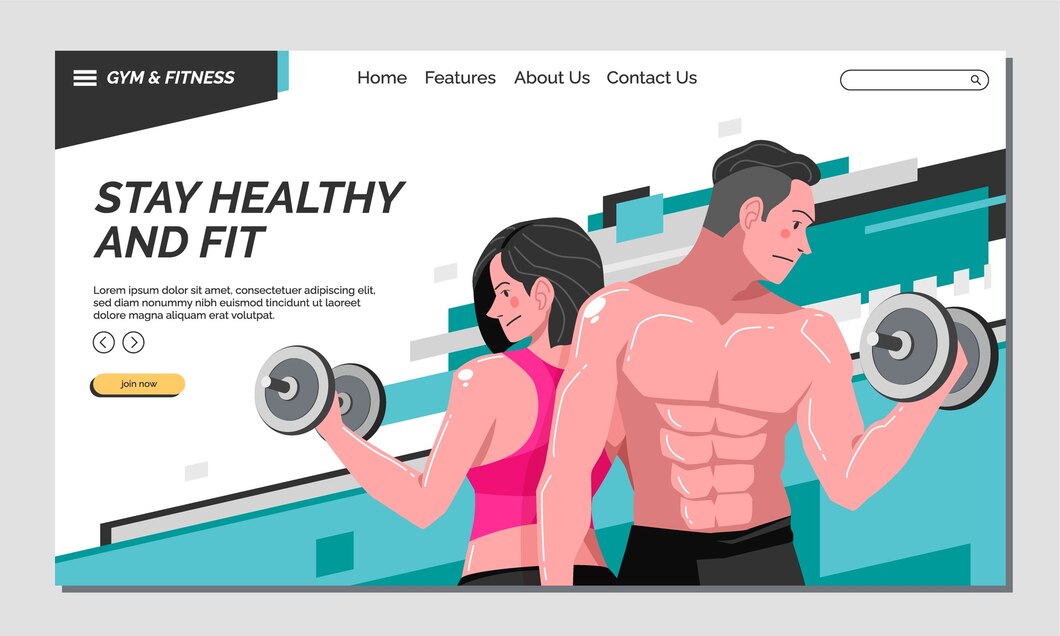 GYM & FITNESS
Home Features About Us Contact Us
STAY HEALTHY
AND FIT
Lorem ipsum dolor sit amet, consectetuer adipiscing elit,
sed diam nonummy nibh euismod tincidunt ut laoreet
dolore magna aliquam erat volutpat.
join now